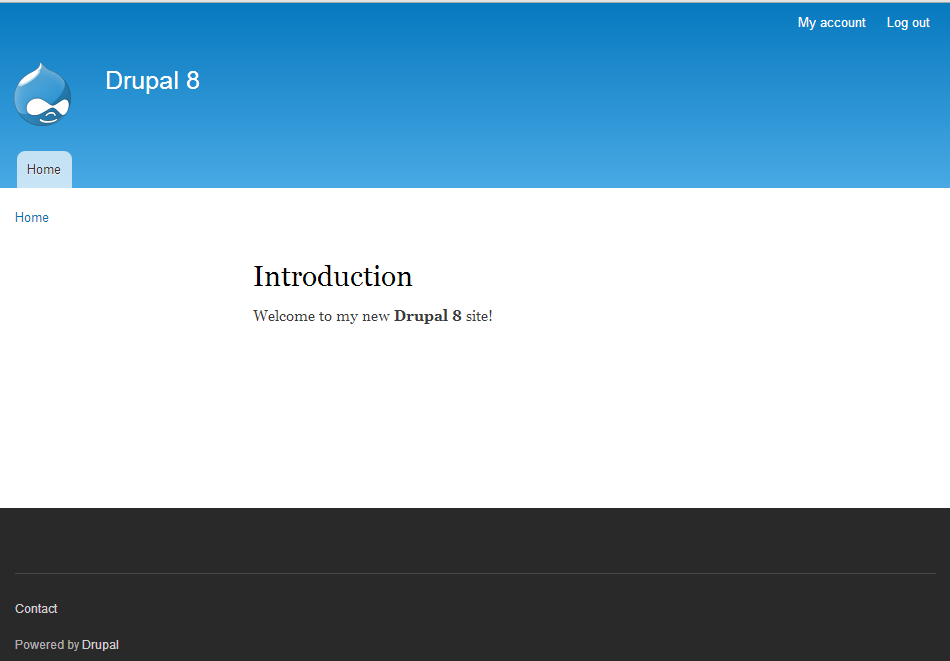 My account Log out
Drupal 8
Home
Home
Introduction
Welcome to my new Drupal 8 site!
Contact
Powered by Drupal